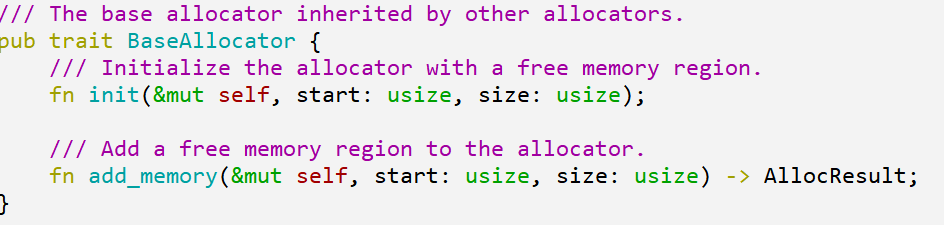 /// The base allocator inherited by other allocators.
pub trait BaseAllocator {
    /// Initialize the allocator with a free memory region.
    fn init(&mut self, start: usize, size: usize);

    /// Add a free memory region to the allocator.
    fn add_memory(&mut self, start: usize, size: usize) -> AllocResult;
}